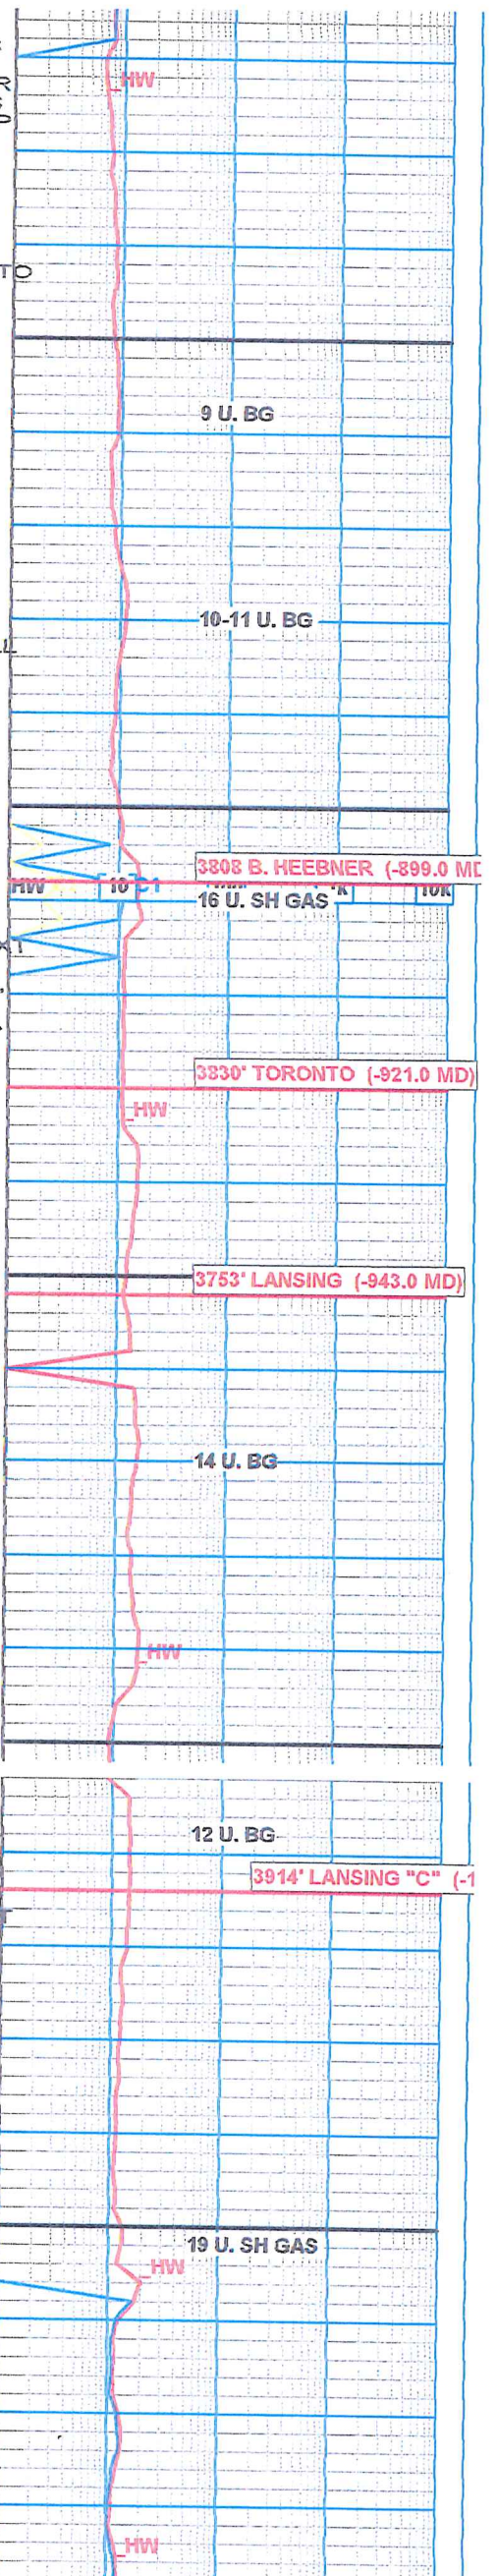 HW
TO
9 U. BG
10-11 U. BG
3808 B. HEEBNER (-899.0 MD
HW 10 C1 1k 10k
16 U. SH GAS
3830' TORONTO (-921.0 MD)
HW
3753' LANSING (-943.0 MD)
14 U. BG
HW
12 U. BG
3914' LANSING "C" (-1
19 U. SH GAS
HW
HW